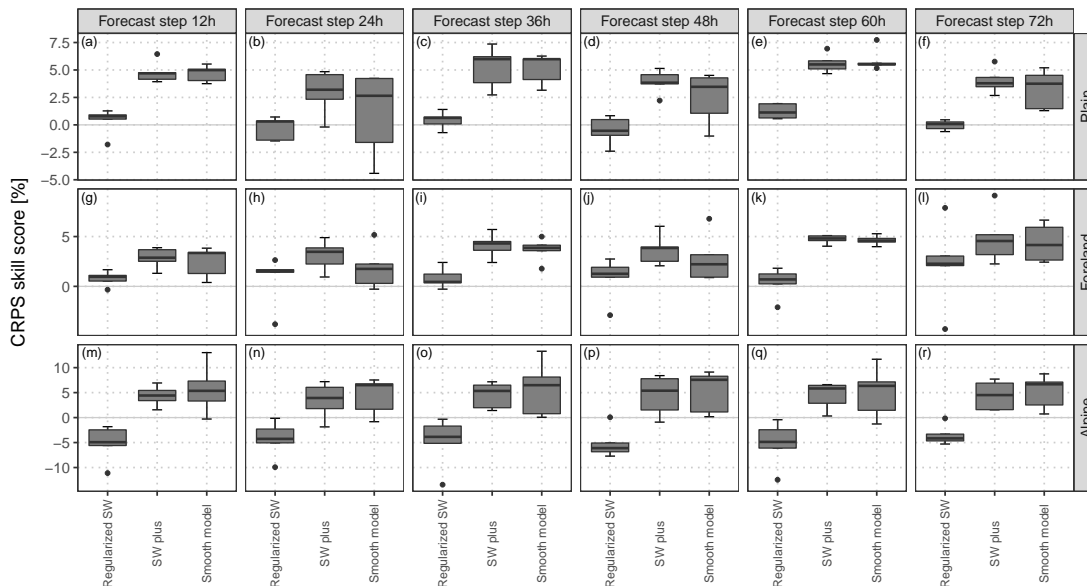 Forecast step 12h Forecast step 24h Forecast step 36h Forecast step 48h Forecast step 60h Forecast step 72h
(a) (b) (c) (d) (e) (f)
7.5
5.0
2.5
0.0
−2.5
−5.0
Plain
(g) (h) (i) (j) (k) (l)
5
0
Foreland
(m) (n) (o) (p) (q) (r)
10
5
0
−5
−10
Alpine
CRPS skill score [%]
Regularized SW SW plus Smooth model Regularized SW SW plus Smooth model Regularized SW SW plus Smooth model Regularized SW SW plus Smooth model Regularized SW SW plus Smooth model Regularized SW SW plus Smooth model